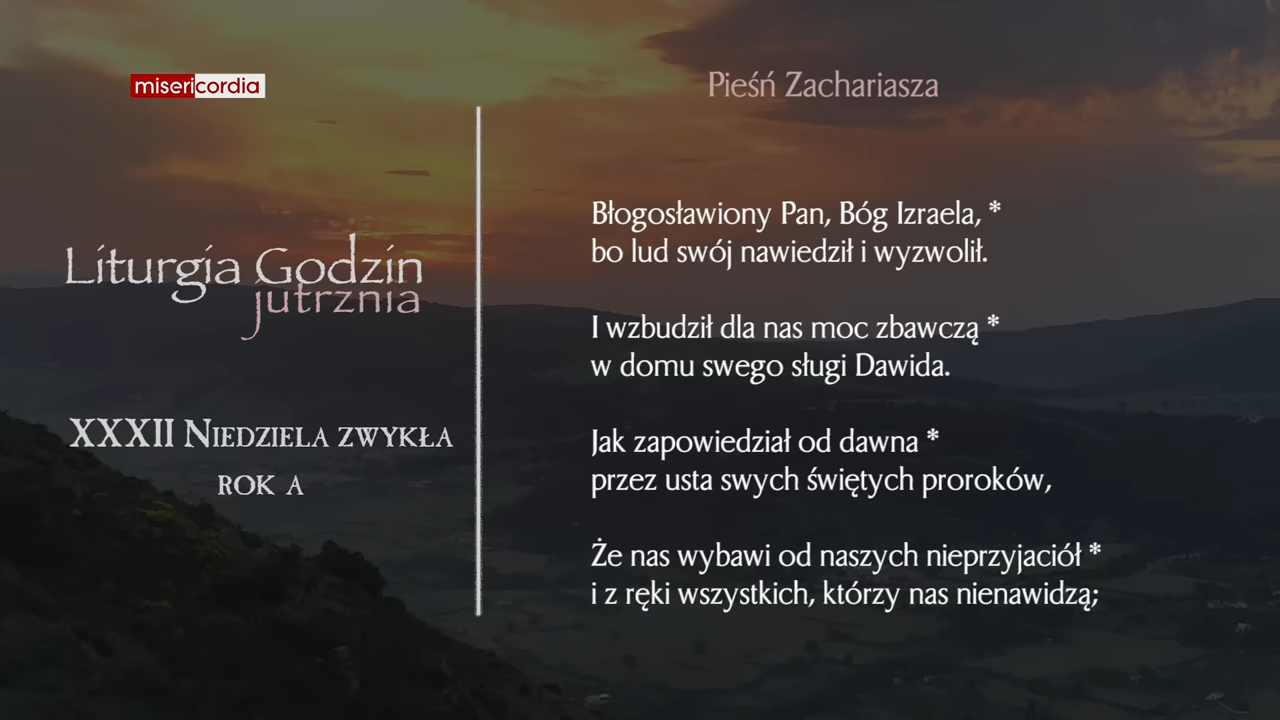 misericordia
Liturgia Godzin
jutrznia
XXXII Niedziela zwykła
rok A
Pieśń Zachariasza
Błogosławiony Pan, Bóg Izraela, *
bo lud swój nawiedził i wyzwolił.
I wzbudził dla nas moc zbawczą *
w domu swego sługi Dawida.
Jak zapowiedział od dawna *
przez usta swych świętych proroków,
Że nas wybawi od naszych nieprzyjaciół *
i z ręki wszystkich, którzy nas nienawidzą;